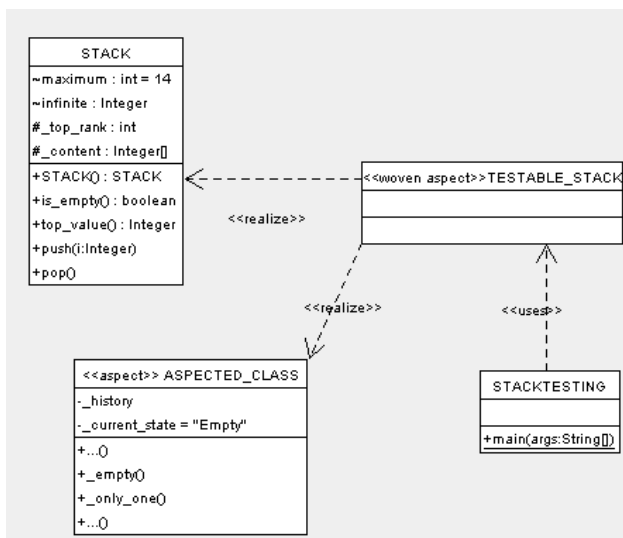 STACK
~maximum : int = 14
~infinite : Integer
#_top_rank : int
#_content : Integer[]
+STACK() : STACK
+is_empty() : boolean
+top_value() : Integer
+push(i:Integer)
+pop()
<<woven aspect>>TESTABLE_STACK
<<realize>>
<<realize>>
<<uses>>
<<aspect>> ASPECTED_CLASS
-_history
-_current_state = "Empty"
+...()
+_empty()
+_only_one()
+...()
STACKTESTING
+main(args:String[])